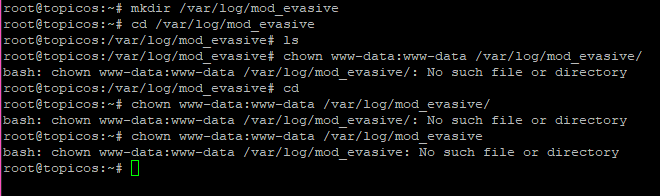 root@topicos:~# mkdir /var/log/mod_evasive
root@topicos:~# cd /var/log/mod_evasive
root@topicos:/var/log/mod_evasive# ls
root@topicos:/var/log/mod_evasive# chown www-data:www-data /var/log/mod_evasive/
bash: chown www-data:www-data /var/log/mod_evasive/: No such file or directory
root@topicos:/var/log/mod_evasive# cd
root@topicos:~# chown www-data:www-data /var/log/mod_evasive/
bash: chown www-data:www-data /var/log/mod_evasive/: No such file or directory
root@topicos:~# chown www-data:www-data /var/log/mod_evasive
bash: chown www-data:www-data /var/log/mod_evasive: No such file or directory
root@topicos:~#